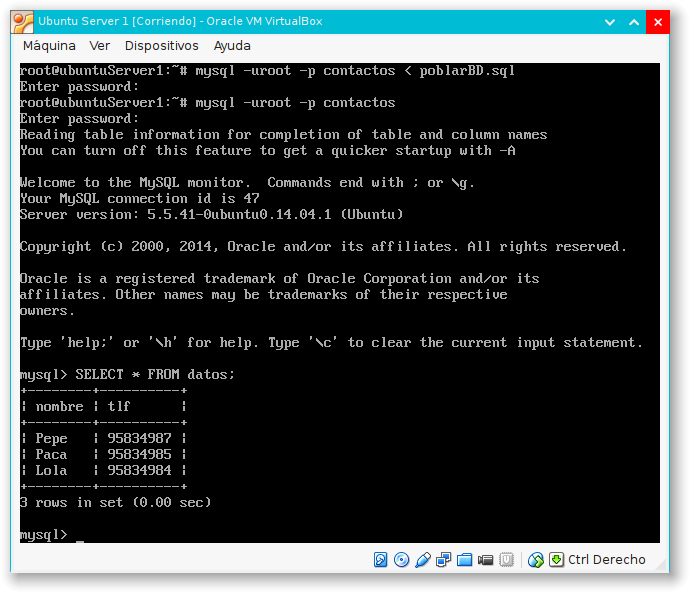 Ubuntu Server 1 [Corriendo] - Oracle VM VirtualBox
Máquina Ver Dispositivos Ayuda
root@ubuntuServer1:~# mysql -uroot -p contactos < poblarBD.sql
Enter password:
root@ubuntuServer1:~# mysql -uroot -p contactos
Enter password:
Reading table information for completion of table and column names
You can turn off this feature to get a quicker startup with -A
Welcome to the MySQL monitor.  Commands end with ; or \g.
Your MySQL connection id is 47
Server version: 5.5.41-0ubuntu0.14.04.1 (Ubuntu)
Copyright (c) 2000, 2014, Oracle and/or its affiliates. All rights reserved.
Oracle is a registered trademark of Oracle Corporation and/or its
affiliates. Other names may be trademarks of their respective
owners.
Type 'help;' or '\h' for help. Type '\c' to clear the current input statement.
mysql> SELECT * FROM datos;
+--------+----------+
| nombre | tlf      |
+--------+----------+
| Pepe   | 95834987 |
| Paca   | 95834985 |
| Lola   | 95834984 |
+--------+----------+
3 rows in set (0.00 sec)
mysql> _
Ctrl Derecho